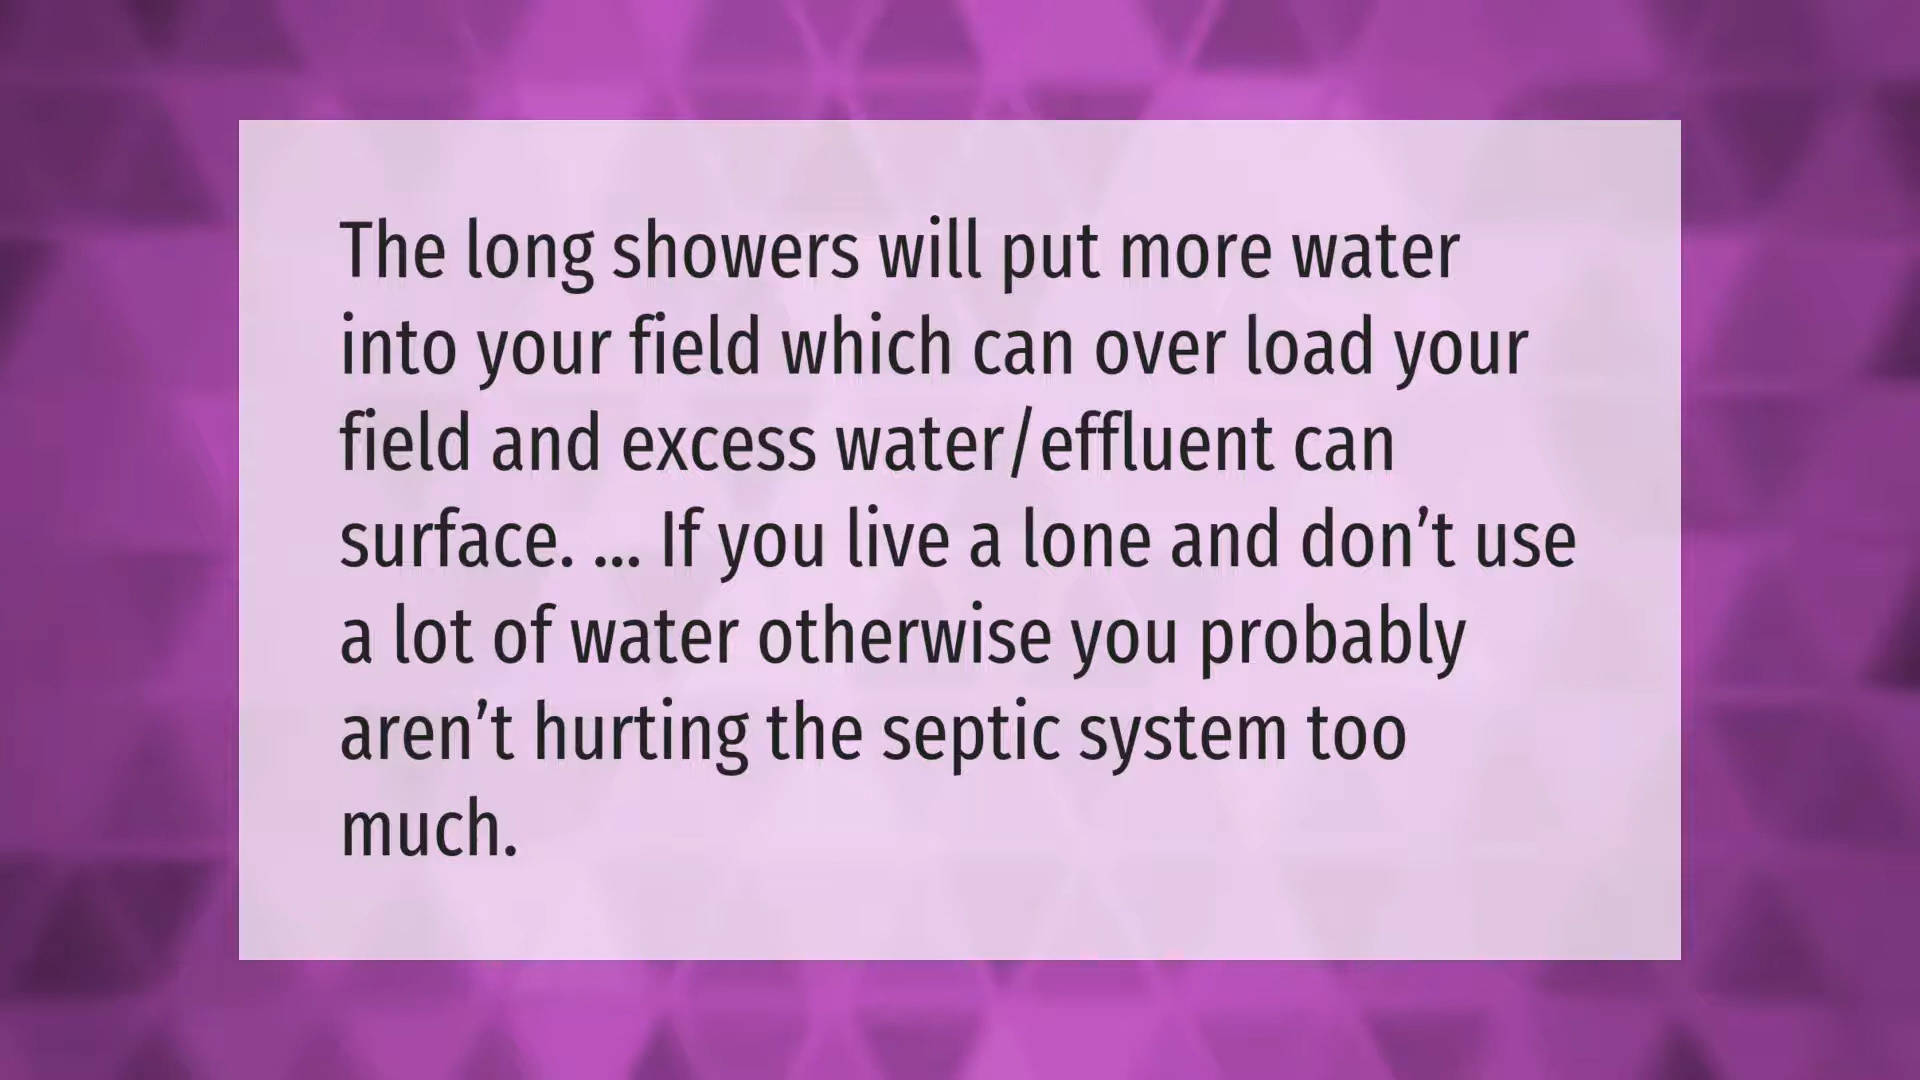 The long showers will put more water
into your field which can over load your
field and excess water/effluent can
surface. ... If you live a lone and don’t use
a lot of water otherwise you probably
aren’t hurting the septic system too
much.